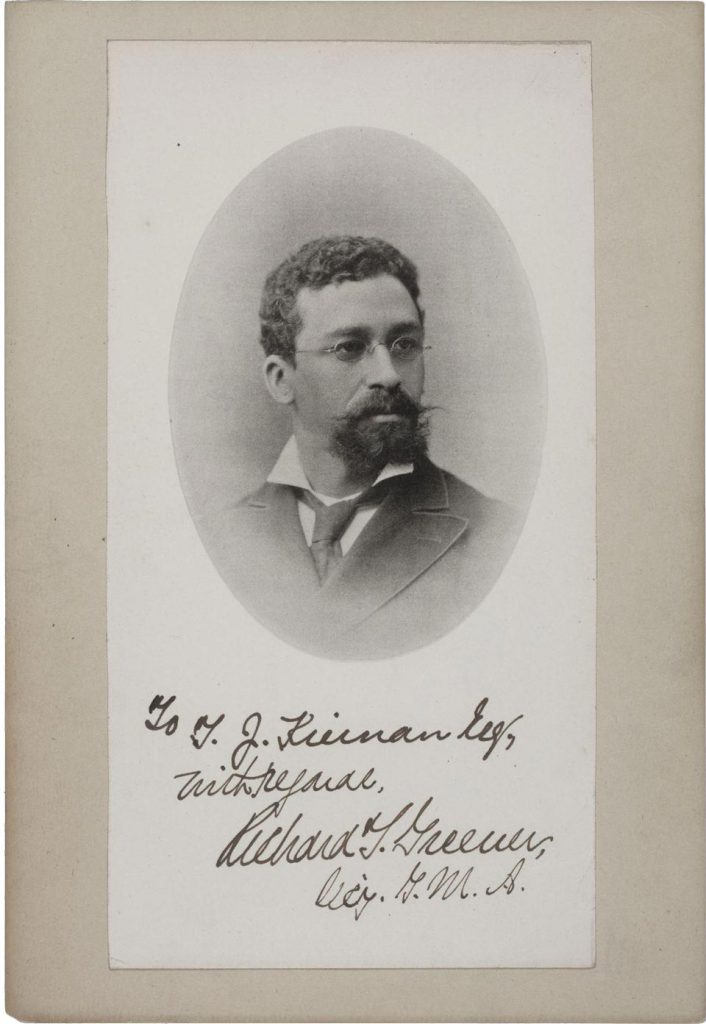 To T. J. Kiernan Esq,
with regards,
Richard T. Greener,
Secy. G. M. A.